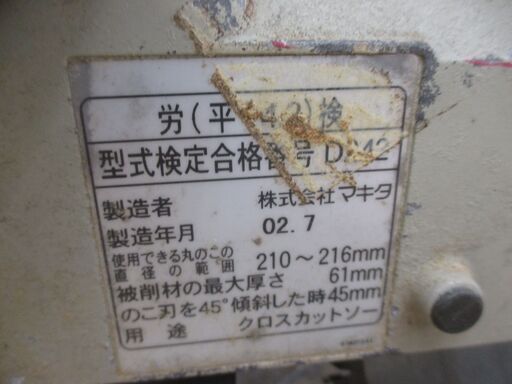 労(平 検
型式検定合格番号
製造者 株式会社 マキタ
製造年月 02.7
使用できる丸のこの直径の範囲 210～216mm
被削材の最大厚さ 61mm
のこ刃を45°傾斜した時45mm
用途 クロスカットソー